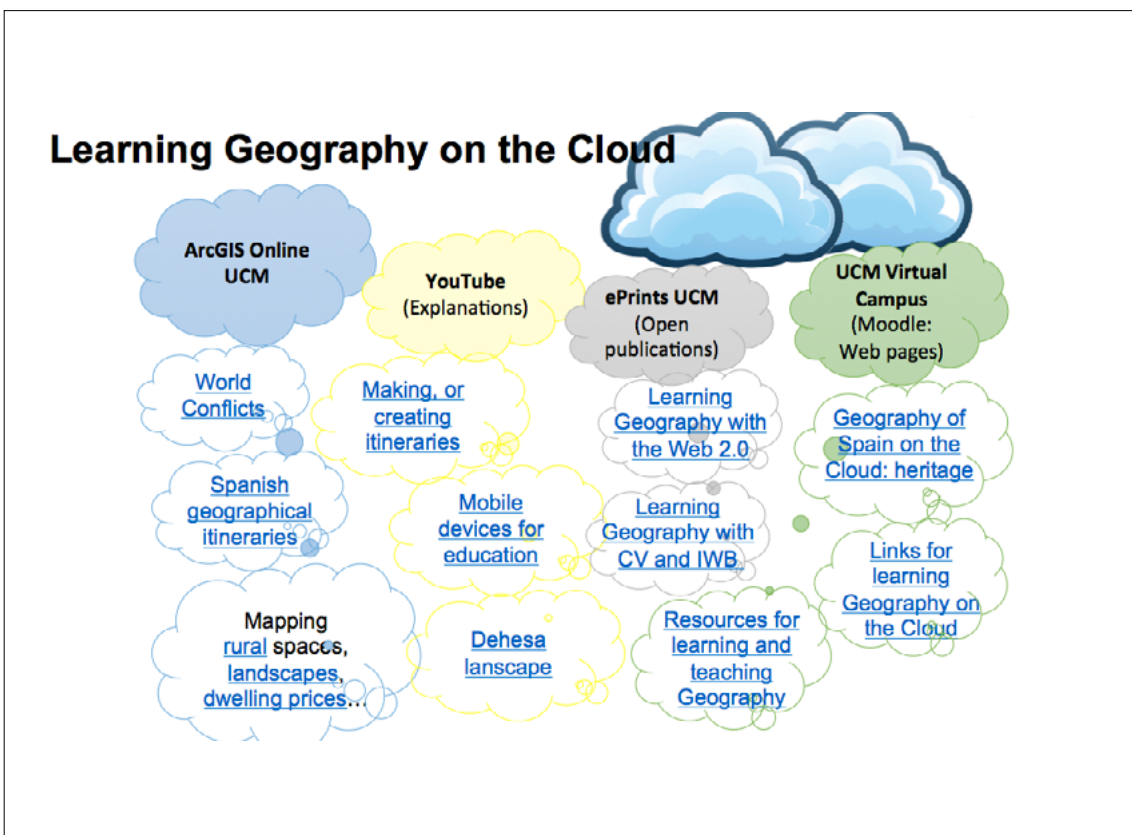 Learning Geography on the Cloud
ArcGIS Online
UCM
World
Conflicts
Spanish
geographical
itineraries
Mapping
rural spaces,
landscapes,
dwelling prices...
YouTube
(Explanations)
Making, or
creating
itineraries
Mobile
devices for
education
Dehesa
lanscape
ePrints UCM
(Open
publications)
Learning
Geography with
the Web 2.0
Learning
Geography with
CV and IWB
Resources for
learning and
teaching
Geography
UCM Virtual
Campus
(Moodle:
Web pages)
Geography of
Spain on the
Cloud: heritage
Links for
learning
Geography on
the Cloud